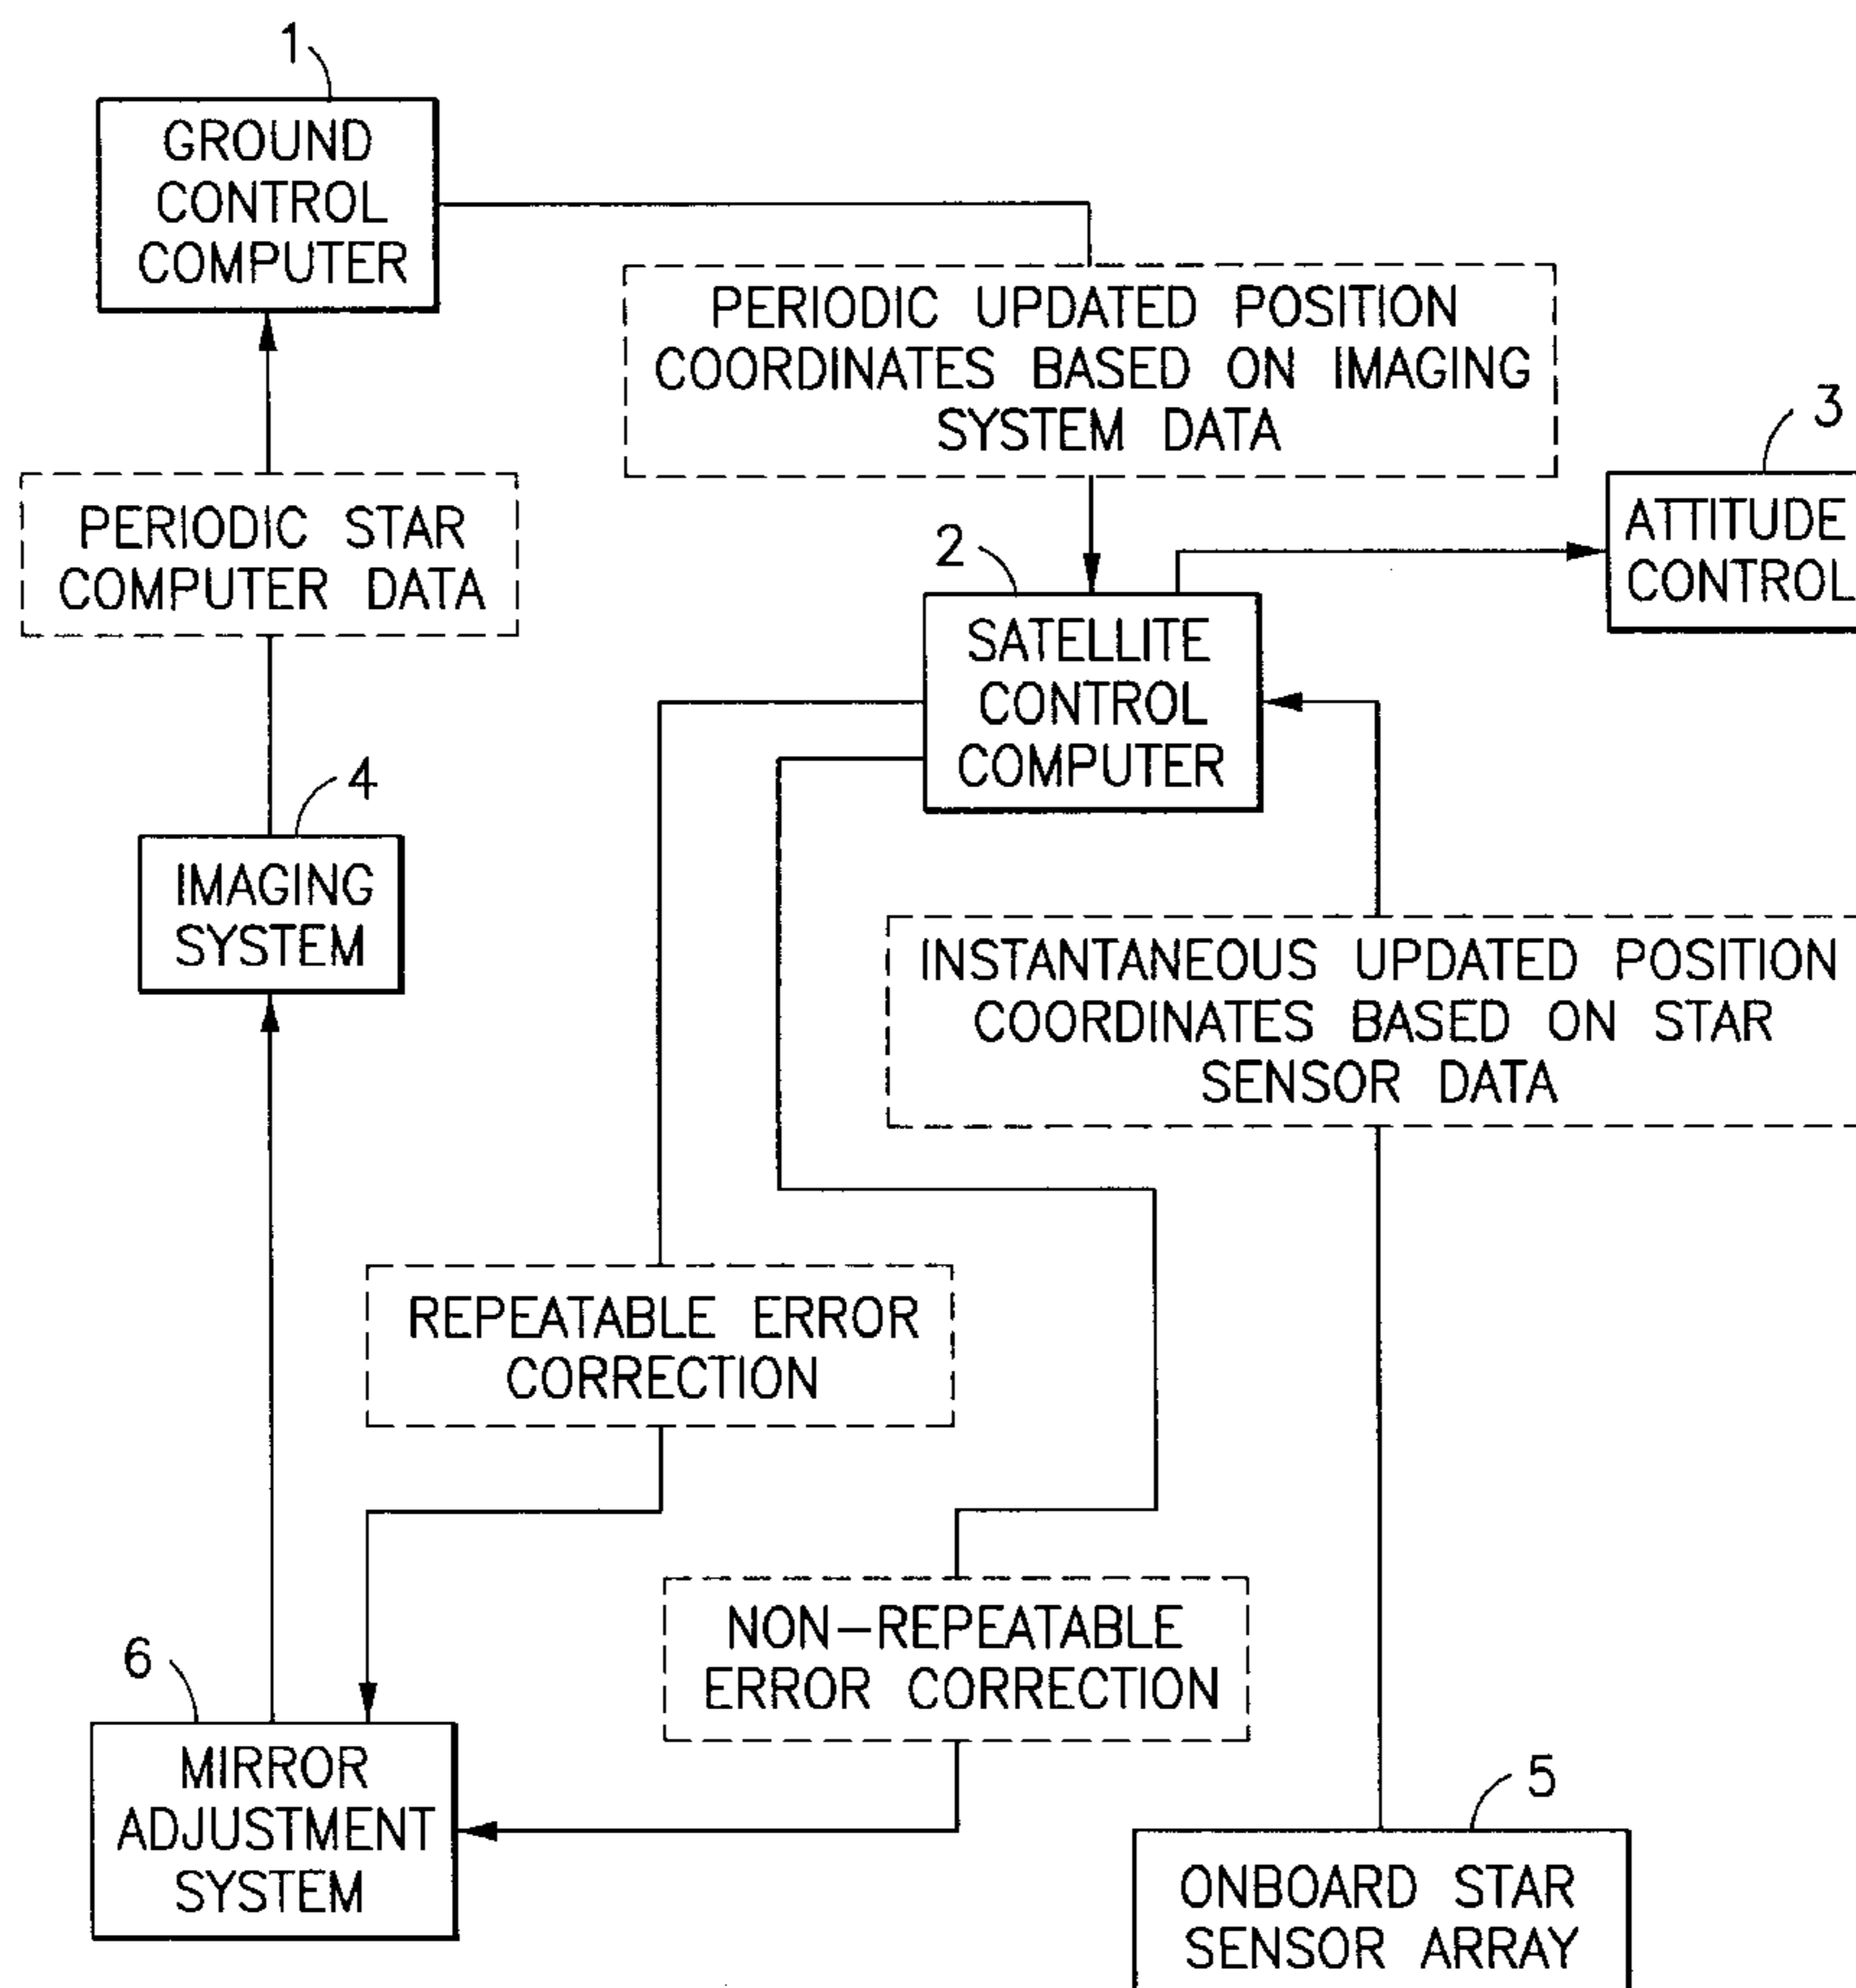 1
GROUND
CONTROL
COMPUTER
PERIODIC UPDATED POSITION
COORDINATES BASED ON IMAGING
SYSTEM DATA
3
ATTITUDE
CONTROL
PERIODIC STAR
COMPUTER DATA
2
SATELLITE
CONTROL
COMPUTER
4
IMAGING
SYSTEM
INSTANTANEOUS UPDATED POSITION
COORDINATES BASED ON STAR
SENSOR DATA
REPEATABLE ERROR
CORRECTION
NON-REPEATABLE
ERROR CORRECTION
6
MIRROR
ADJUSTMENT
SYSTEM
5
ONBOARD STAR
SENSOR ARRAY